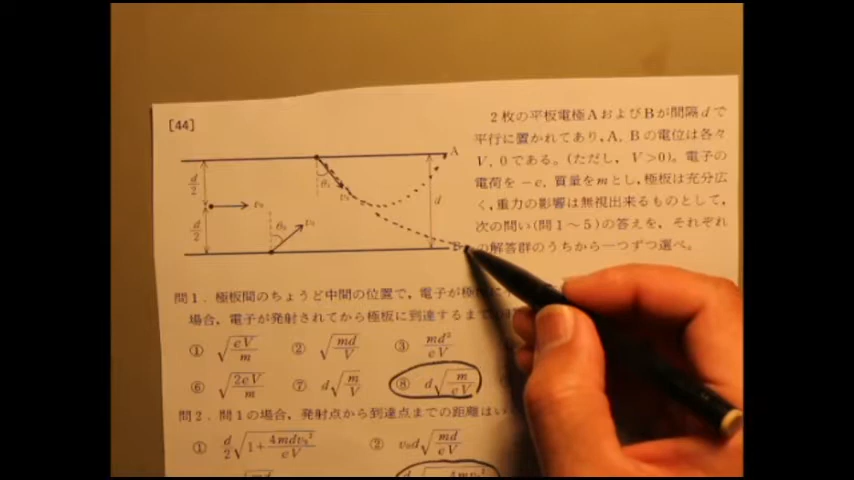 [44]
2枚の平板電極AおよびBが間隔dで
平行に置かれてあり,A,Bの電位は各々
V,0である。(ただし,V>0)。電子の
電荷を−e,質量をmとし,極板は充分広
く,重力の影響は無視出来るものとして,
次の問い(問1〜5)の答えを,それぞれ
の解答群のうちから一つずつ選べ。
A
B
d
d/2
d/2
v₀
θ₀
v₀
θ₁
問1.極板間のちょうど中間の位置で,電子が極
場合,電子が発射されてから極板に到達するま
① √(eV/m)
② √(md/V)
③ md²/eV
⑥ √(2eV/m)
⑦ d√(m/V)
⑧ d√(m/eV)
問2.問1の場合,発射点から到達点までの距離は
① d/2 √(1+4mdv₀²/eV)
② v₀d√(md/eV)